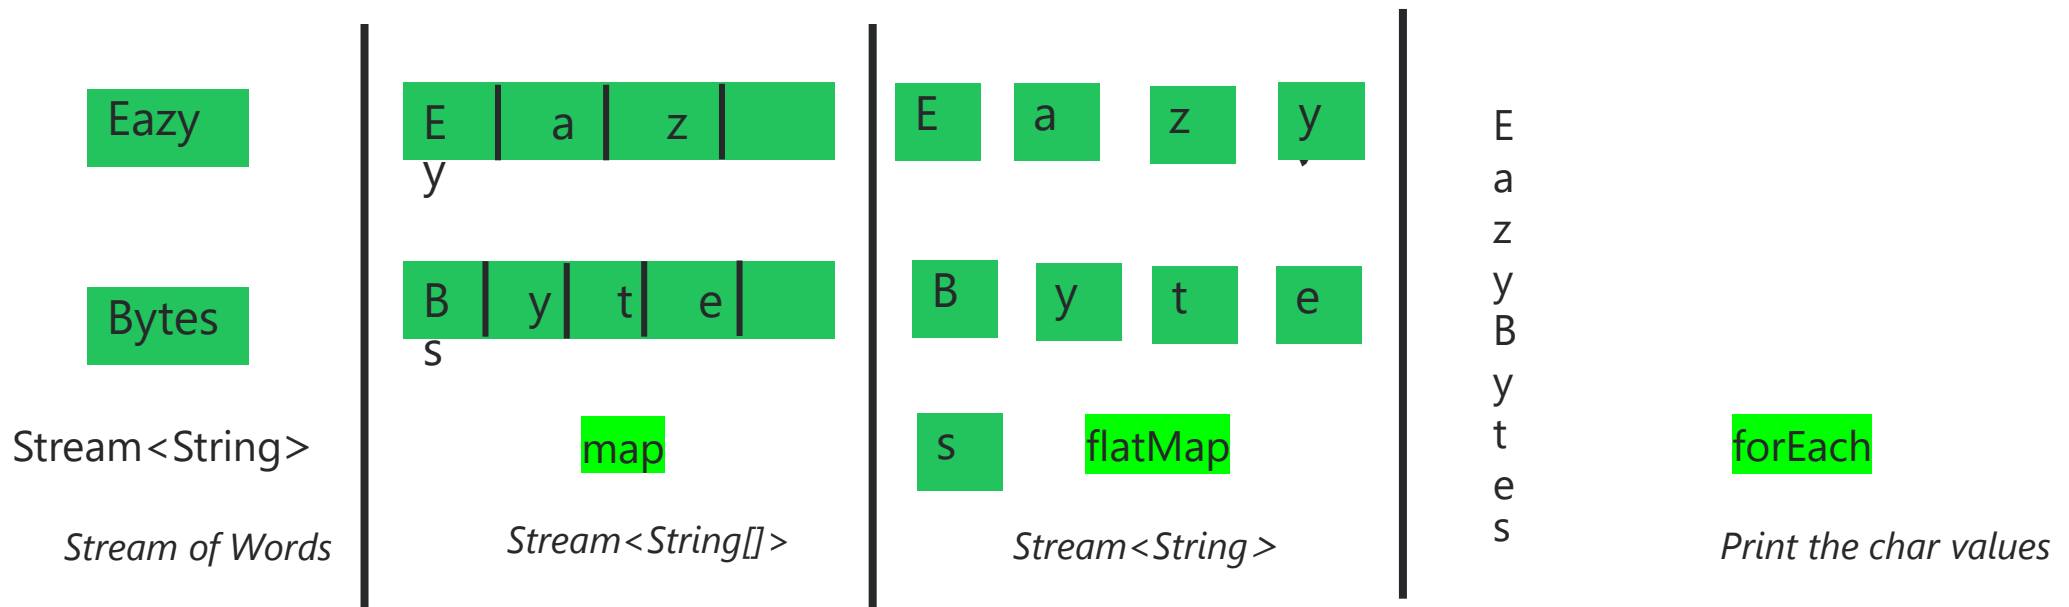 Eazy
Bytes
Stream<String>
Stream of Words
E a z
y
B y t e
s
map
Stream<String[]>
E a z y
B y t e
s
flatMap
Stream<String>
E
a
z
y
B
y
t
e
s
forEach
Print the char values